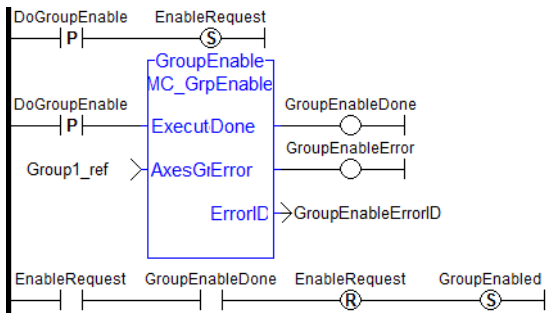 DoGroupEnable EnableRequest
P S
GroupEnable
MC_GrpEnable
DoGroupEnable GroupEnableDone
P ExecutDone
GroupEnableError
Group1_ref AxesGrError
ErrorID GroupEnableErrorID
EnableRequest GroupEnableDone EnableRequest GroupEnabled
R S